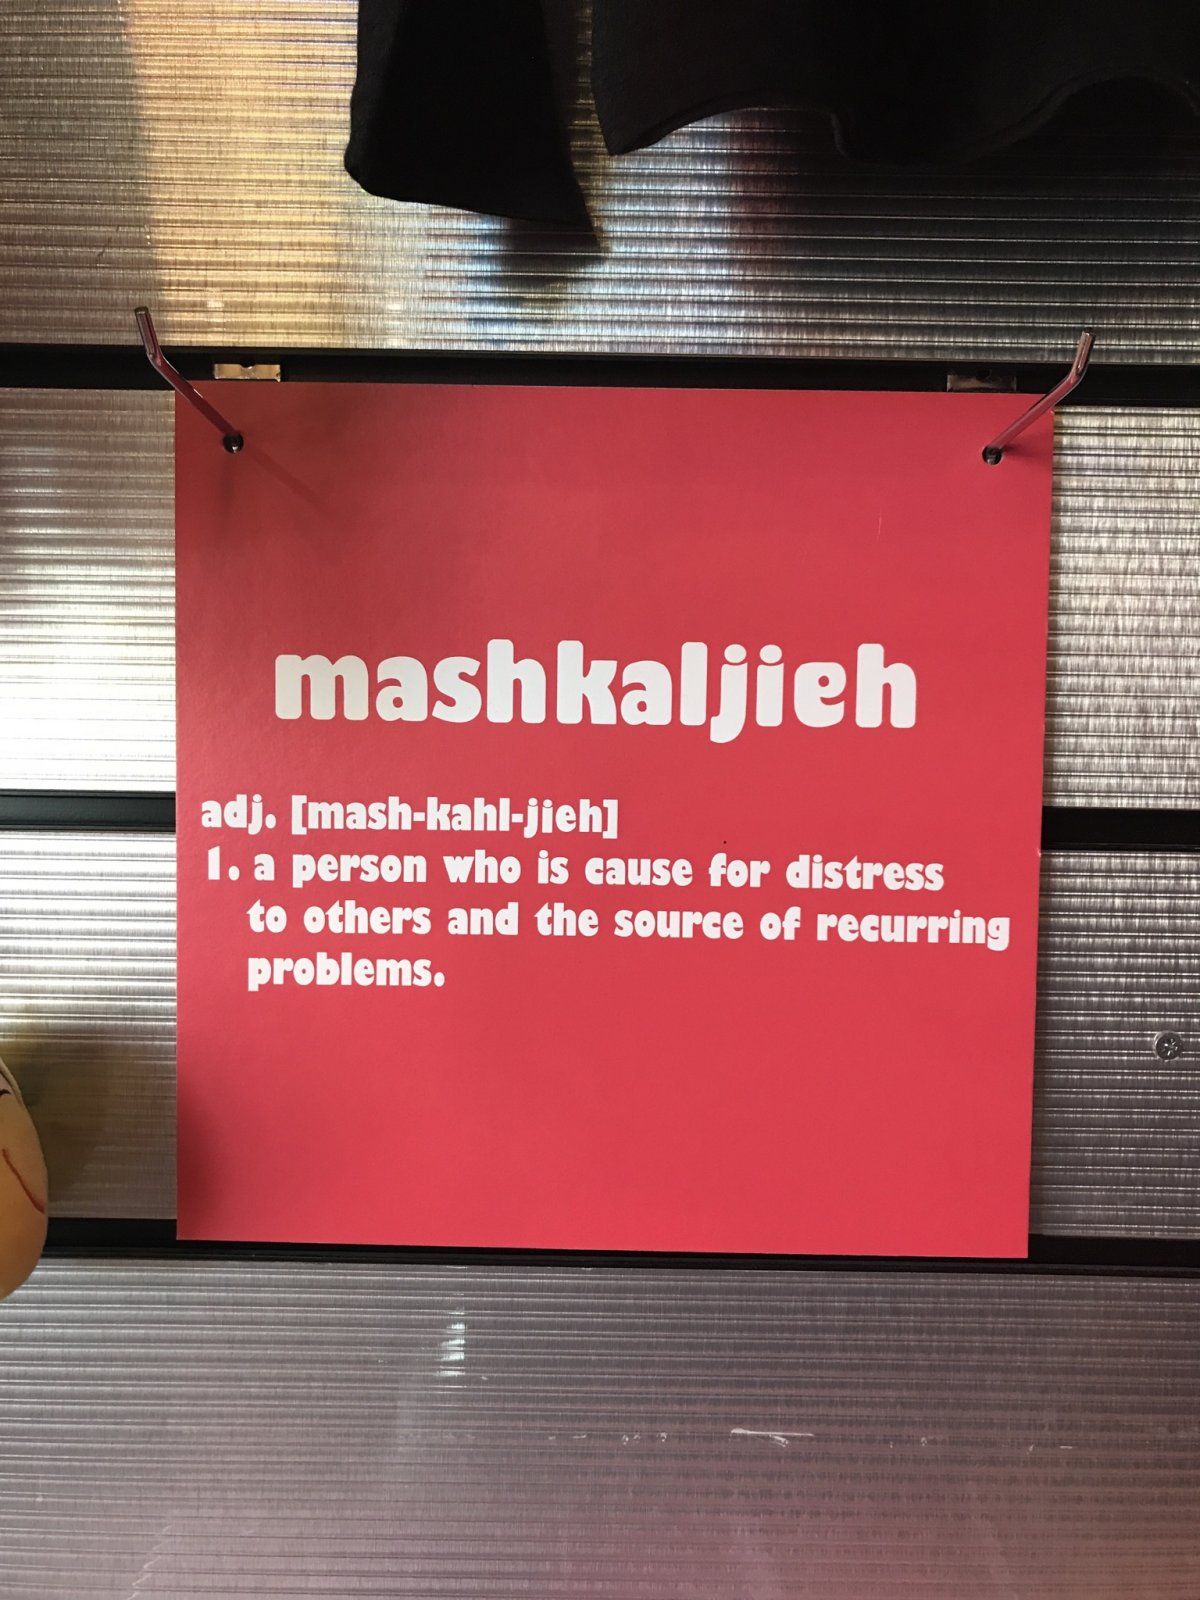 mashkaljieh
adj. [mash-kahl-jieh]
1. a person who is cause for distress
to others and the source of recurring
problems.